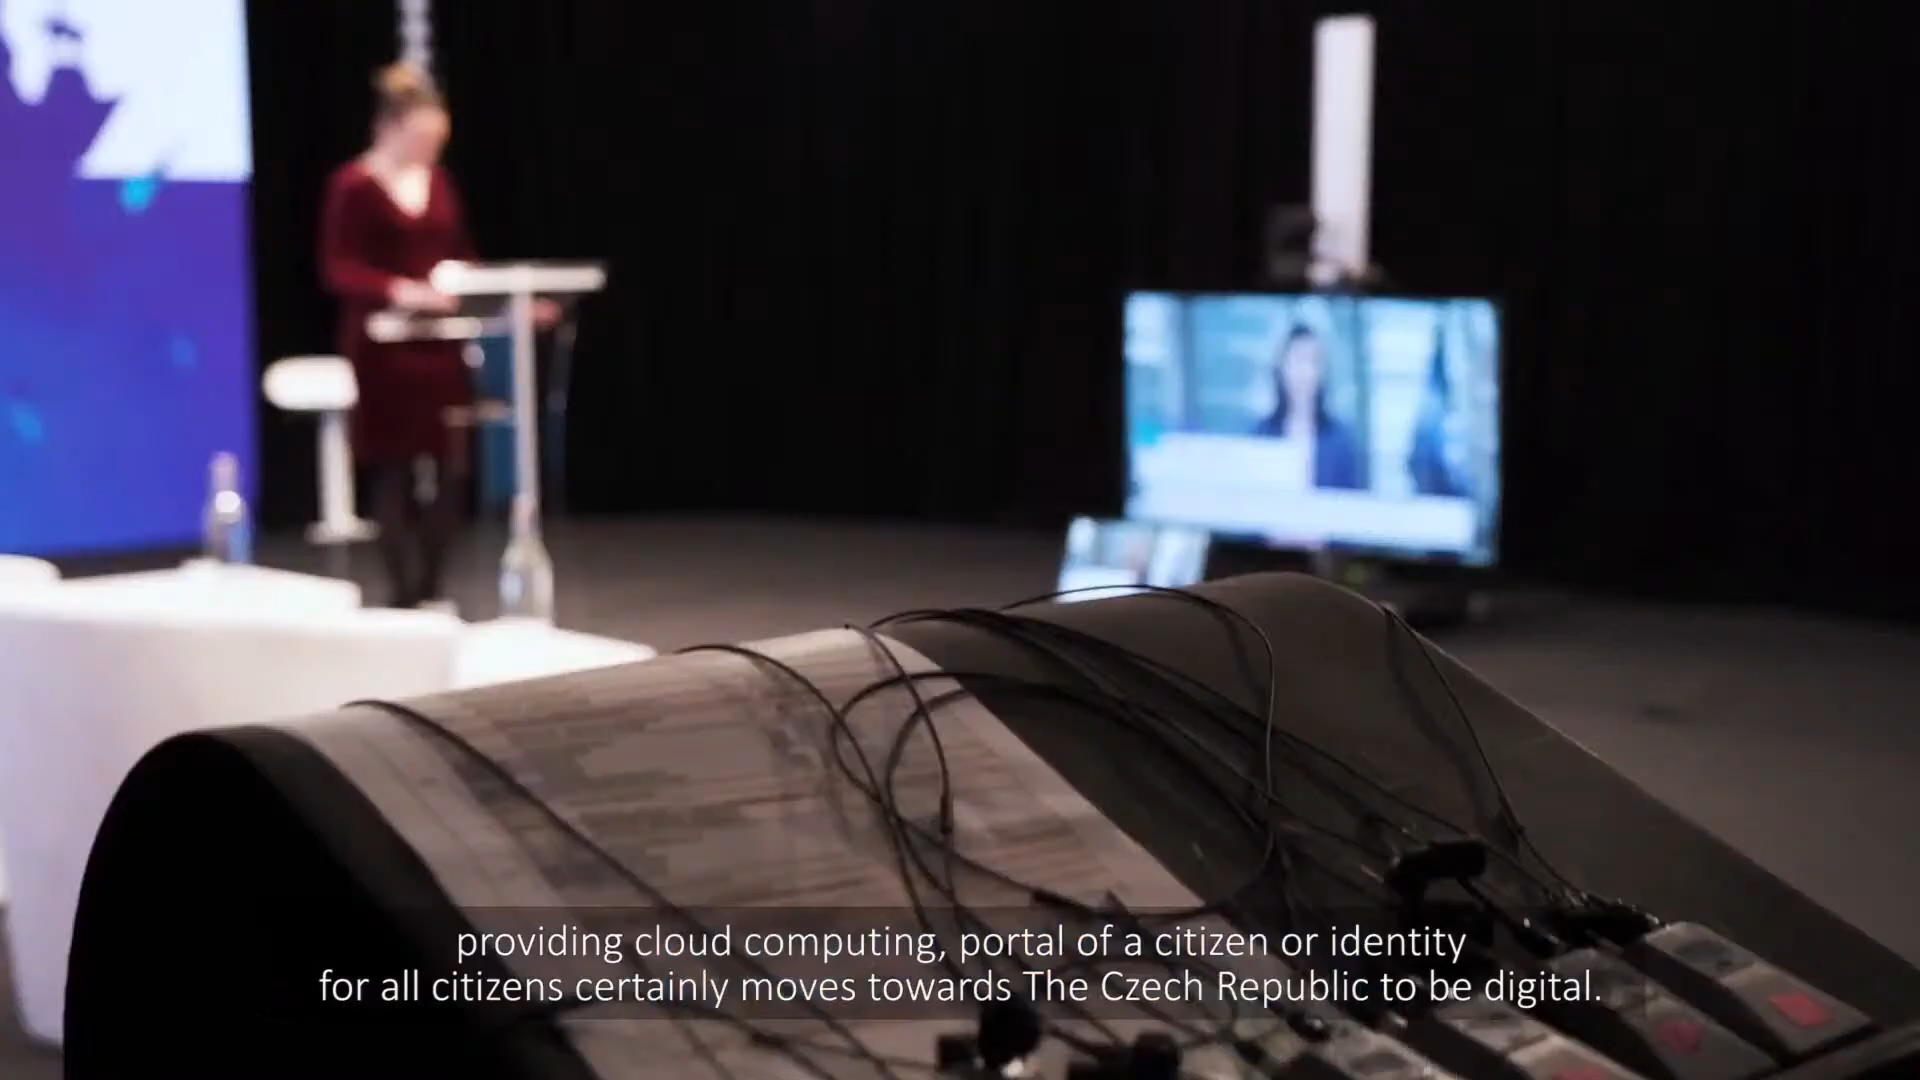 providing cloud computing, portal of a citizen or identity
for all citizens certainly moves towards The Czech Republic to be digital.